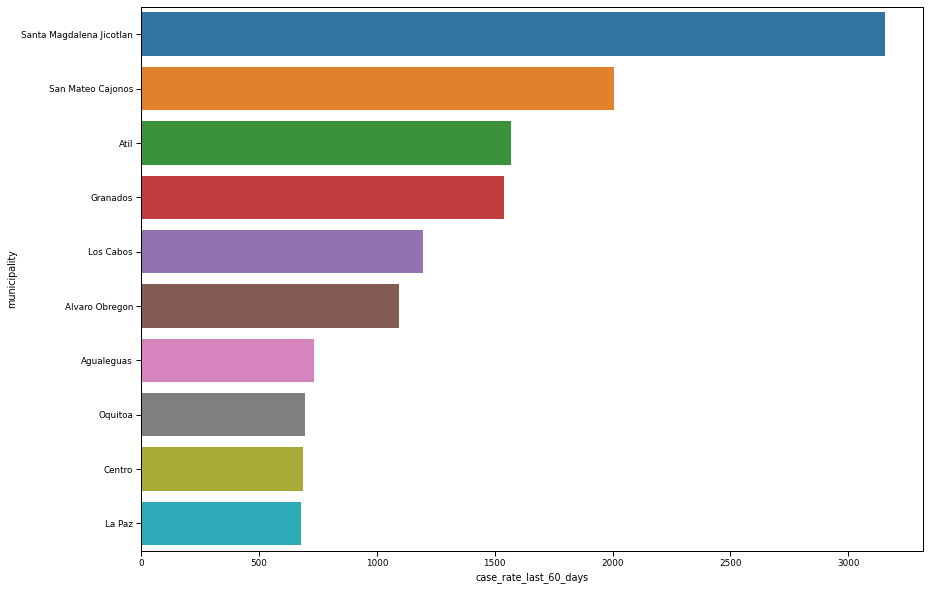 Santa Magdalena Jicotlan
San Mateo Cajonos
Atil
Granados
Los Cabos
Alvaro Obregon
Agualeguas
Oquitoa
Centro
La Paz
municipality
0 500 1000 1500 2000 2500 3000
case_rate_last_60_days